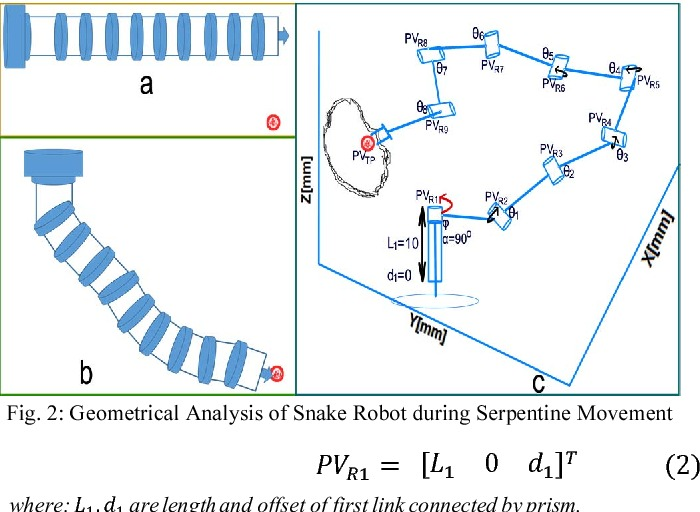 a
b
PV_R8
θ₆
θ₇
PV_R7
θ₅
PV_R6
θ₄
PV_R5
θ₈
PV_R9
PV_R4
θ₃
PV_TP
PV_R3
θ₂
PV_R1
PV_R2
θ₁
φ
L₁=10
α=90⁰
d₁=0
Z[mm]
X[mm]
Y[mm]
c
Fig. 2: Geometrical Analysis of Snake Robot during Serpentine Movement
PV_R1 = [L₁ 0 d₁]ᵀ (2)
where: L₁, d₁ are length and offset of first link connected by prism.